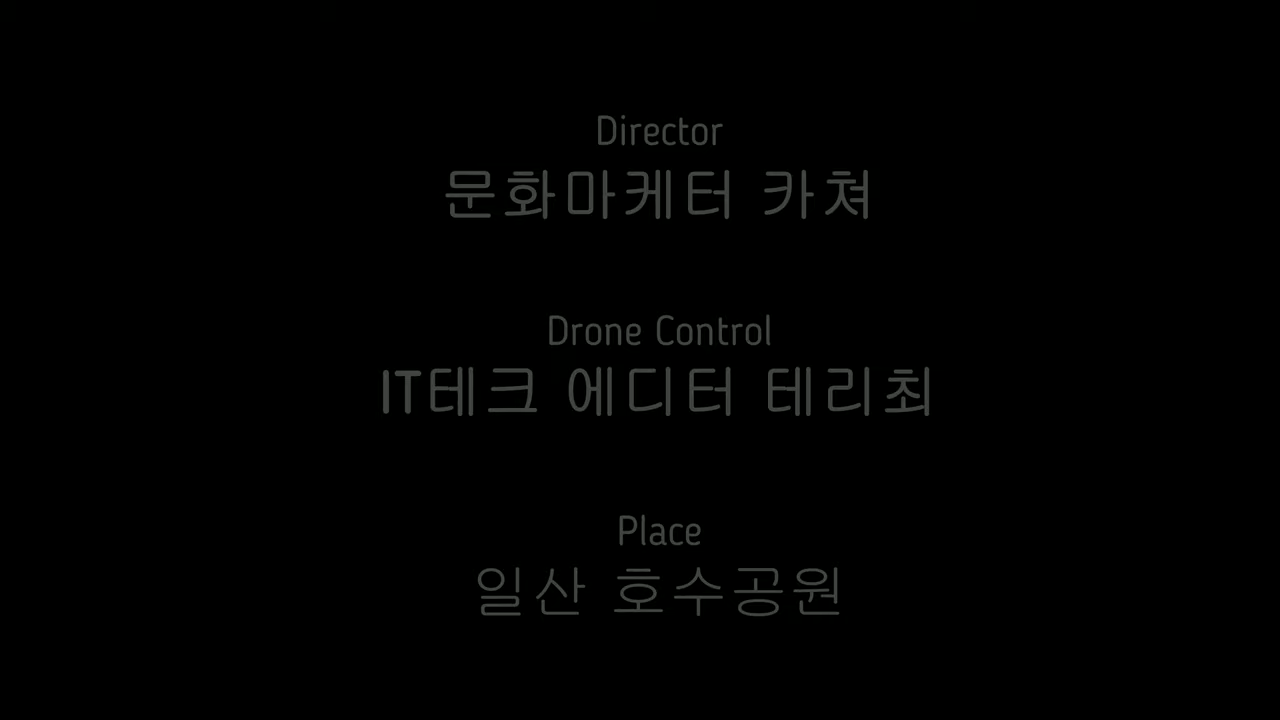 Director
문화마케터 카쳐
Drone Control
IT테크 에디터 테리최
Place
일산 호수공원